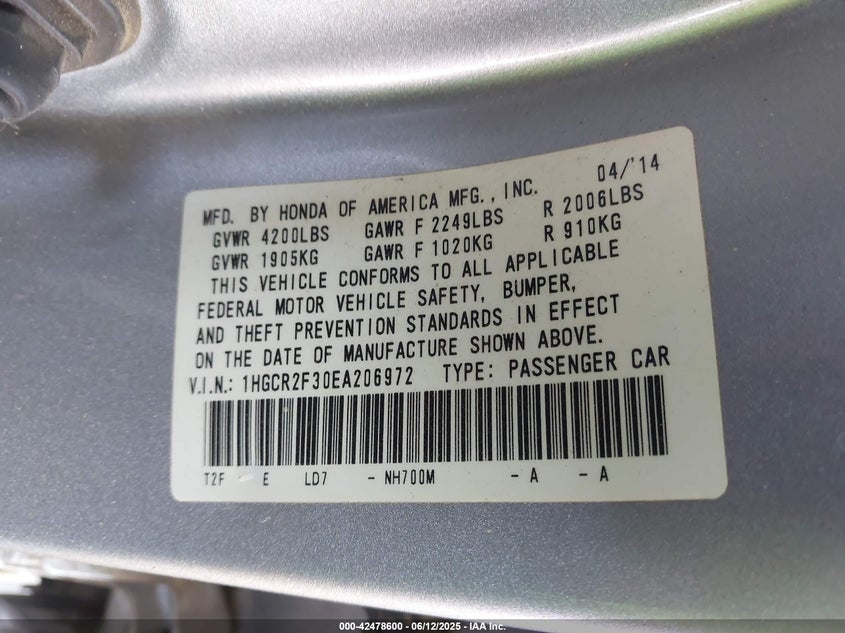 04/'14
MFD. BY HONDA OF AMERICA MFG., INC.
GVWR 4200LBS GAWR F 2249LBS R 2006LBS
GVWR 1905KG GAWR F 1020KG R 910KG
THIS VEHICLE CONFORMS TO ALL APPLICABLE
FEDERAL MOTOR VEHICLE SAFETY, BUMPER,
AND THEFT PREVENTION STANDARDS IN EFFECT
ON THE DATE OF MANUFACTURE SHOWN ABOVE.
V.I.N.: 1HGCR2F30EA206972 TYPE: PASSENGER CAR
T2F E LD7 - NH700M - A - A
000-42478600 - 06/12/2025 - IAA Inc.